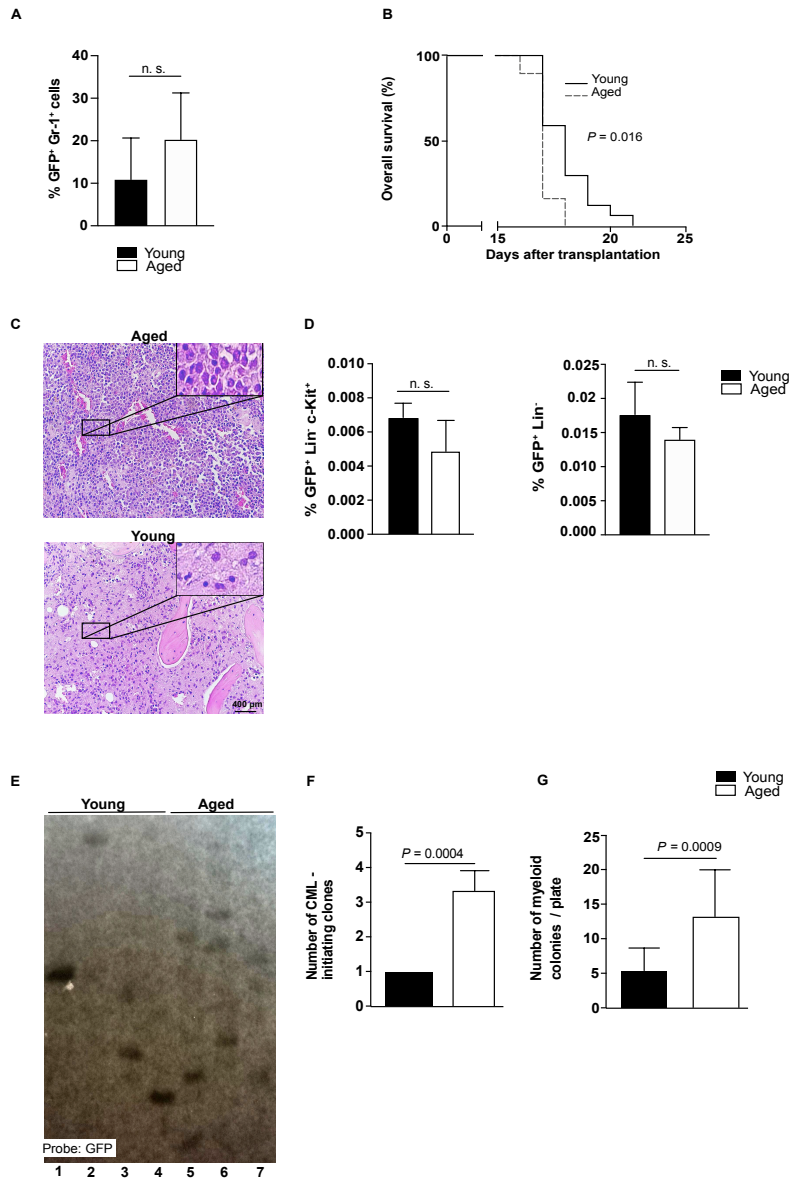 A
40
30
20
10
0
% GFP+ Gr-1+ cells
n. s.
Young
Aged
B
100
50
0
Overall survival (%)
Young
Aged
P = 0.016
0 15 20 25
Days after transplantation
C
Aged
Young
400 µm
D
0.010
0.008
0.006
0.004
0.002
0.000
% GFP+ Lin- c-Kit+
n. s.
0.025
0.020
0.015
0.010
0.005
0.000
% GFP+ Lin-
n. s.
Young
Aged
E
Young Aged
Probe: GFP
1 2 3 4 5 6 7
F
5
4
3
2
1
0
Number of CML -
initiating clones
P = 0.0004
G
Young
Aged
25
20
15
10
5
0
Number of myeloid
colonies / plate
P = 0.0009